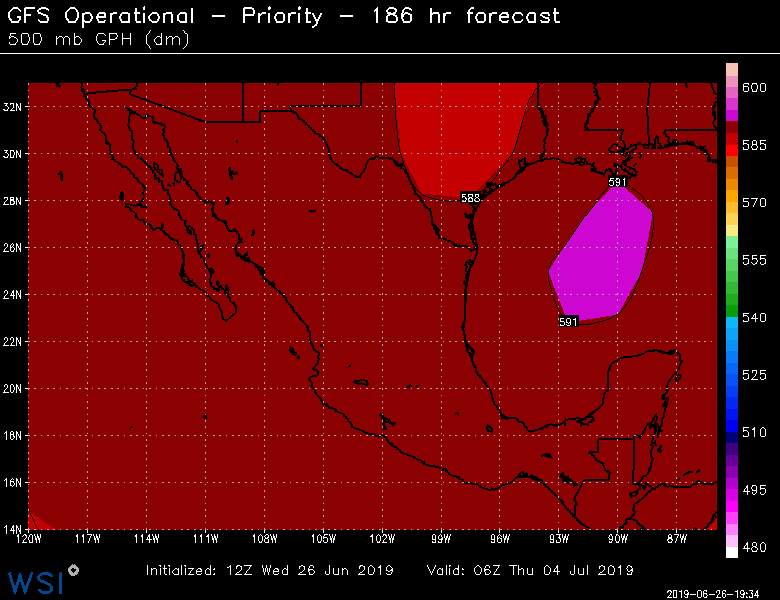 GFS Operational – Priority – 186 hr forecast
500 mb GPH (dm)
600
32N
585
30N
588
591
28N
570
26N
555
24N
591
540
22N
525
20N
18N
510
16N
495
14N
480
120W 117W 114W 111W 108W 105W 102W 99W 96W 93W 90W 87W
WSI
Initialized: 12Z Wed 26 Jun 2019 Valid: 06Z Thu 04 Jul 2019
2019-06-26-19:34